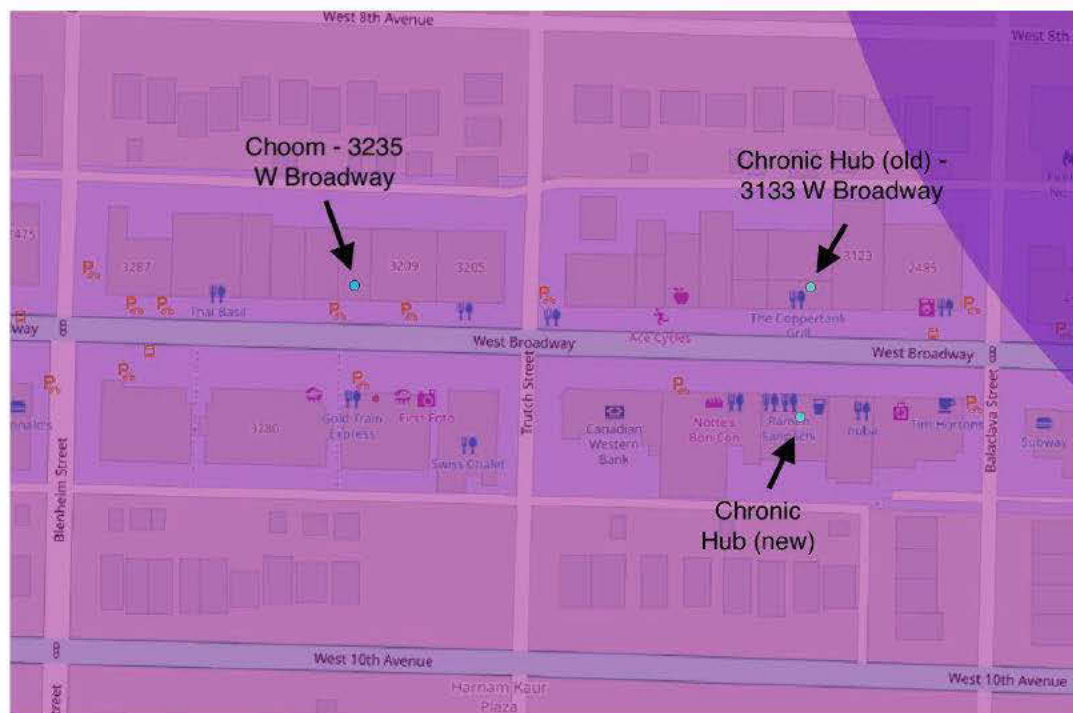 West 8th Avenue
West 8th
Choom - 3235
W Broadway
Chronic Hub (old) -
3133 W Broadway
3287
3209
3205
3123
2495
Thai Basil
Ace Cycles
The Coppertank
Grill
West Broadway
West Broadway
Trutch Street
Balaclava Street
Blenheim Street
3280
Gold Train
Express
First Foto
Swiss Chalet
Canadian
Western
Bank
Notte's
Bon Ton
Ramen
Nuba
Tim Hortons
Subway
Chronic
Hub (new)
West 10th Avenue
West 10th Avenue
Harnam Kaur
Plaza
Street